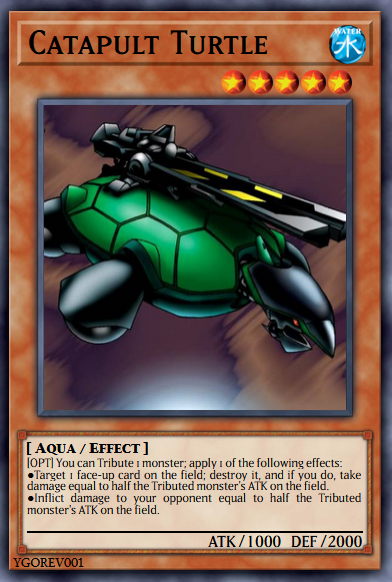 Catapult Turtle
WATER
水
[ Aqua / Effect ]
[OPT] You can Tribute 1 monster; apply 1 of the following effects:
●Target 1 face-up card on the field; destroy it, and if you do, take
damage equal to half the Tributed monster's ATK on the field.
●Inflict damage to your opponent equal to half the Tributed
monster's ATK on the field.
ATK / 1000 DEF / 2000
YGOREV001